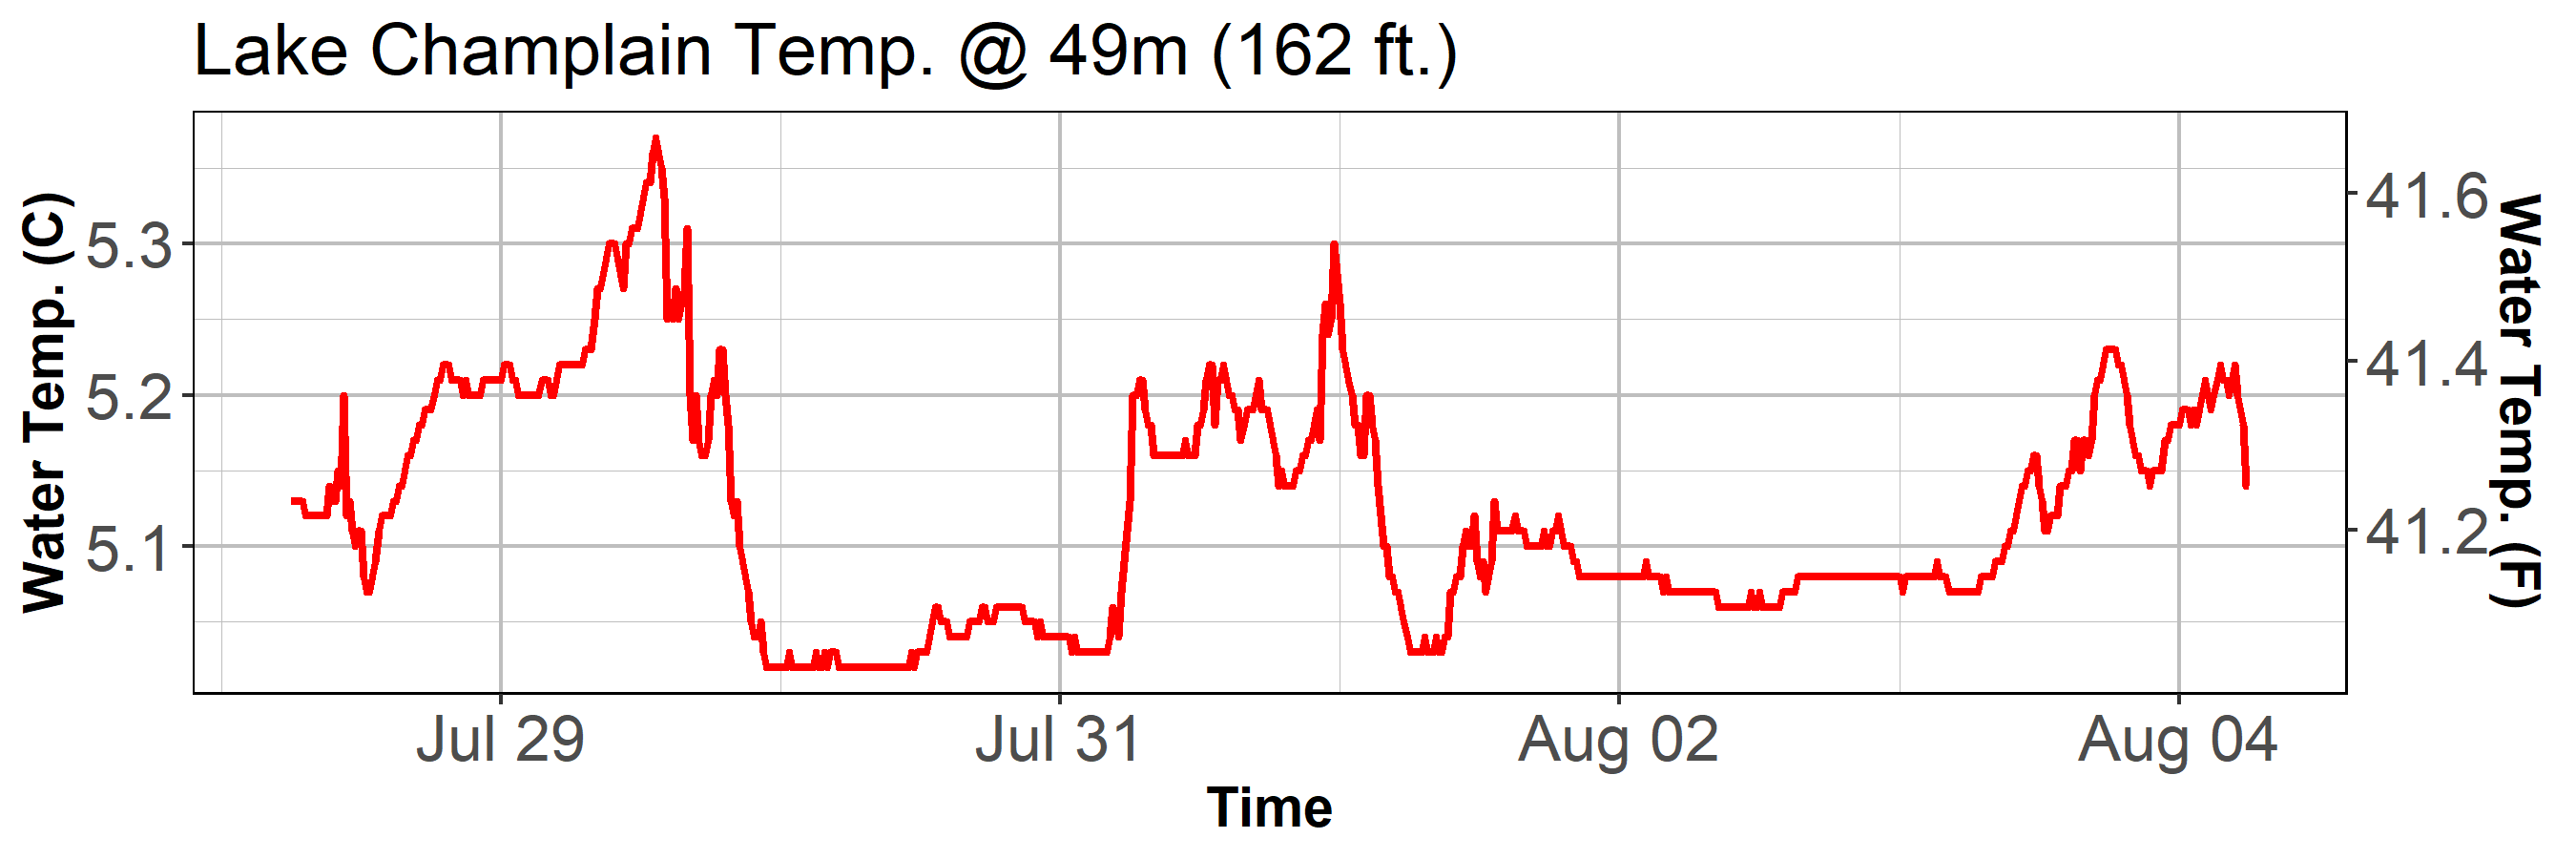 Lake Champlain Temp. @ 49m (162 ft.)
Water Temp. (C)
5.3
5.2
5.1
41.6
41.4
41.2
Water Temp. (F)
Jul 29
Jul 31
Aug 02
Aug 04
Time